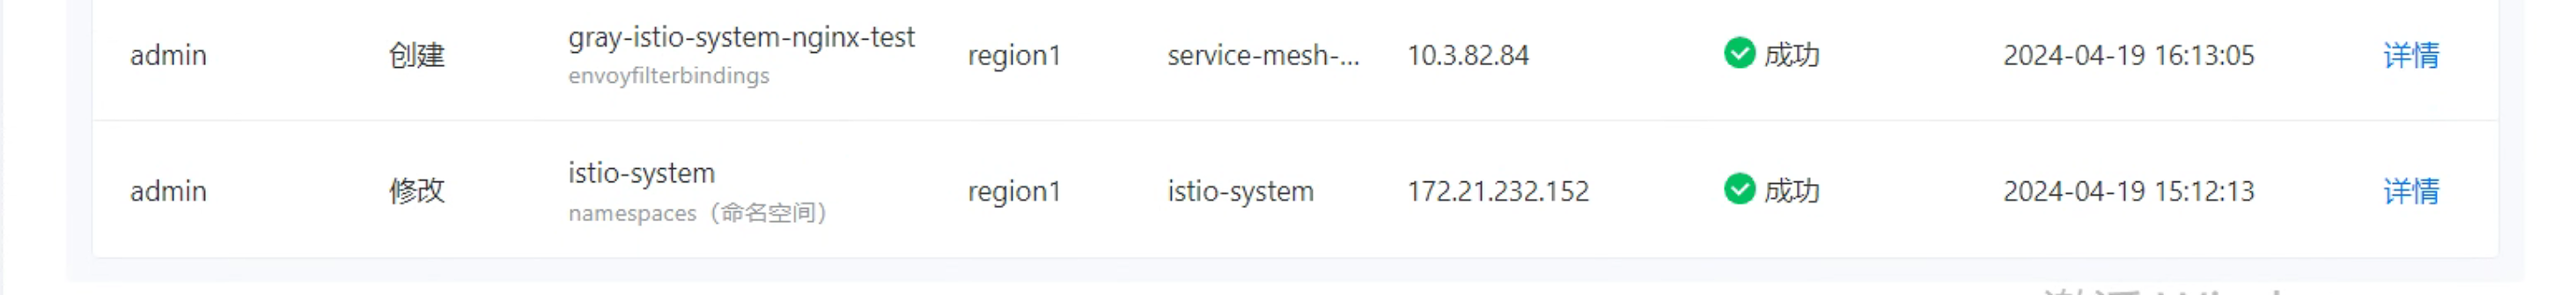 admin 创建 gray-istio-system-nginx-test region1 service-mesh-... 10.3.82.84 成功 2024-04-19 16:13:05 详情
envoyfilterbindings
admin 修改 istio-system region1 istio-system 172.21.232.152 成功 2024-04-19 15:12:13 详情
namespaces（命名空间）